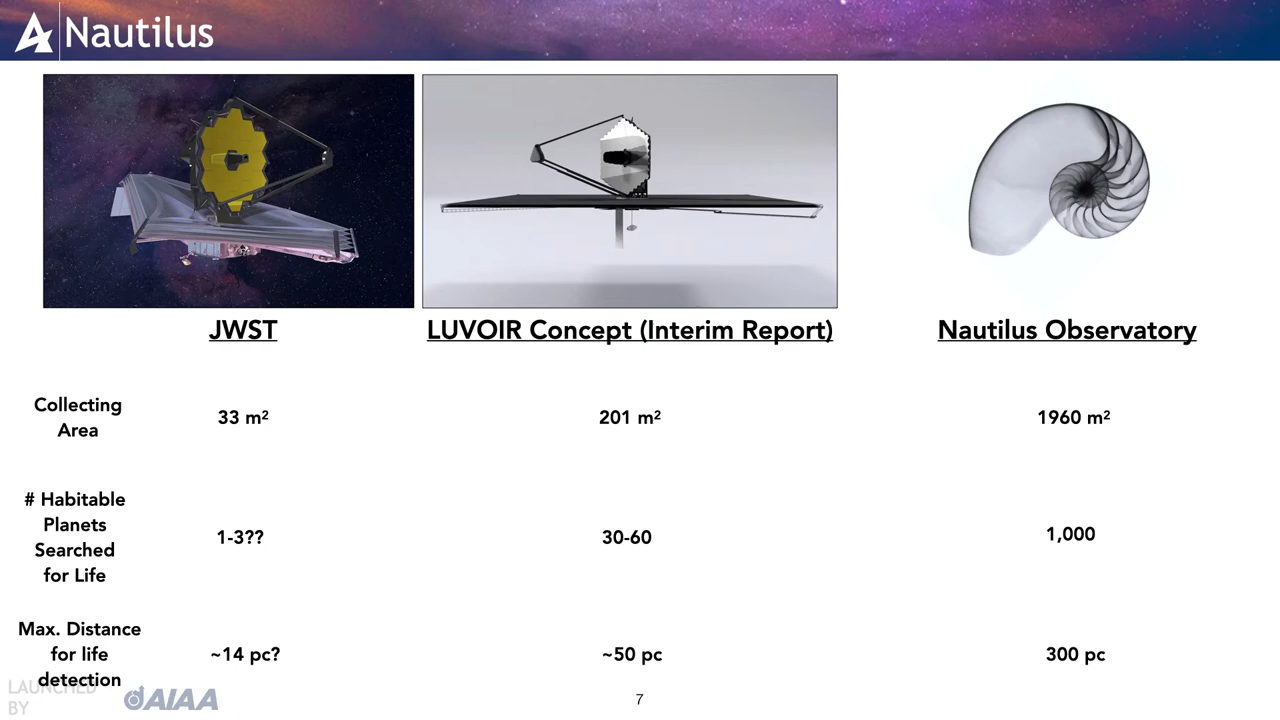 Nautilus
JWST
LUVOIR Concept (Interim Report)
Nautilus Observatory
Collecting
Area
33 m²
201 m²
1960 m²
# Habitable
Planets
Searched
for Life
1-3??
30-60
1,000
Max. Distance
for life
detection
~14 pc?
~50 pc
300 pc
LAUNCHED
BY
AIAA
7